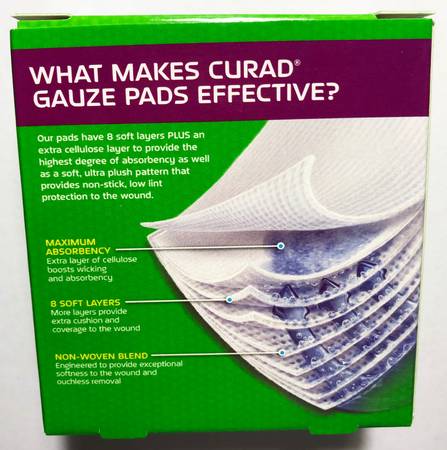 WHAT MAKES CURAD®
GAUZE PADS EFFECTIVE?
Our pads have 8 soft layers PLUS an
extra cellulose layer to provide the
highest degree of absorbency as well
as a soft, ultra plush pattern that
provides non-stick, low lint
protection to the wound.
MAXIMUM
ABSORBENCY
Extra layer of cellulose
boosts wicking
and absorbency
8 SOFT LAYERS
More layers provide
extra cushion and
coverage to the wound
NON-WOVEN BLEND
Engineered to provide exceptional
softness to the wound and
ouchless removal